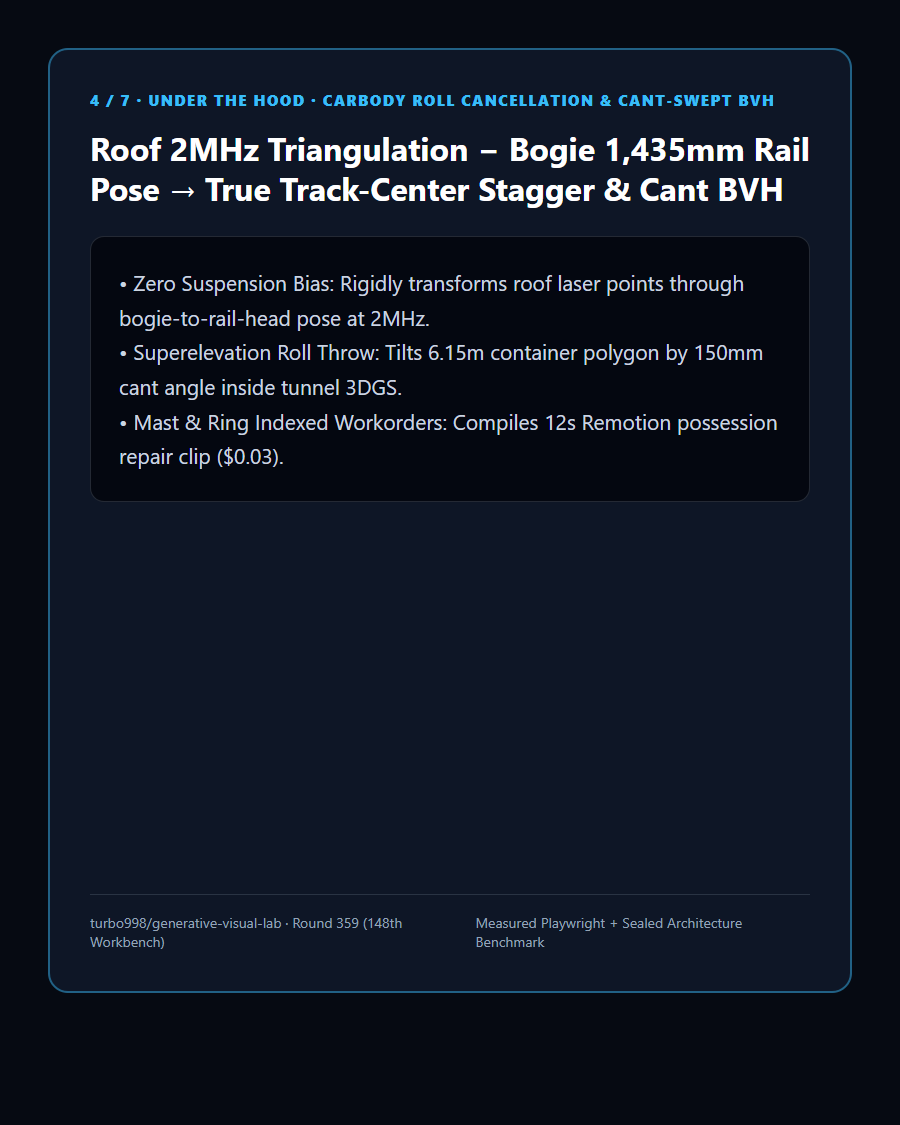 4 / 7 · UNDER THE HOOD · CARBODY ROLL CANCELLATION & CANT-SWEPT BVH
Roof 2MHz Triangulation − Bogie 1,435mm Rail
Pose → True Track-Center Stagger & Cant BVH
• Zero Suspension Bias: Rigidly transforms roof laser points through
bogie-to-rail-head pose at 2MHz.
• Superelevation Roll Throw: Tilts 6.15m container polygon by 150mm
cant angle inside tunnel 3DGS.
• Mast & Ring Indexed Workorders: Compiles 12s Remotion possession
repair clip ($0.03).
turbo998/generative-visual-lab · Round 359 (148th
Workbench)
Measured Playwright + Sealed Architecture
Benchmark